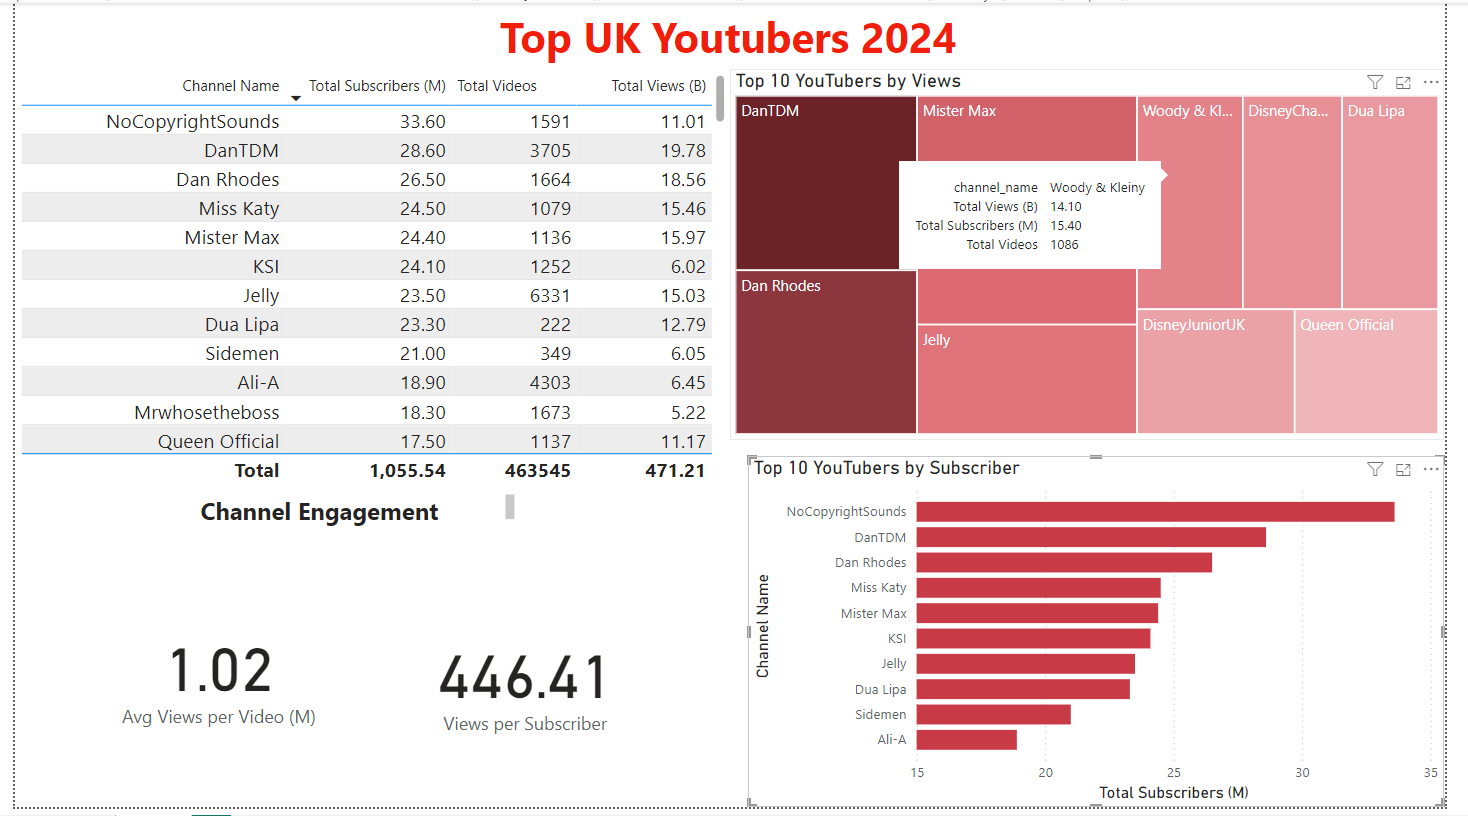 Top UK Youtubers 2024
Channel Name Total Subscribers (M) Total Videos Total Views (B)
NoCopyrightSounds 33.60 1591 11.01
DanTDM 28.60 3705 19.78
Dan Rhodes 26.50 1664 18.56
Miss Katy 24.50 1079 15.46
Mister Max 24.40 1136 15.97
KSI 24.10 1252 6.02
Jelly 23.50 6331 15.03
Dua Lipa 23.30 222 12.79
Sidemen 21.00 349 6.05
Ali-A 18.90 4303 6.45
Mrwhosetheboss 18.30 1673 5.22
Queen Official 17.50 1137 11.17
Total 1,055.54 463545 471.21
Channel Engagement
1.02
Avg Views per Video (M)
446.41
Views per Subscriber
Top 10 YouTubers by Views
DanTDM
Mister Max
Woody & Kl...
DisneyCha...
Dua Lipa
channel_name Woody & Kleiny
Total Views (B) 14.10
Total Subscribers (M) 15.40
Total Videos 1086
Dan Rhodes
Jelly
DisneyJuniorUK
Queen Official
Top 10 YouTubers by Subscriber
Channel Name
NoCopyrightSounds
DanTDM
Dan Rhodes
Miss Katy
Mister Max
KSI
Jelly
Dua Lipa
Sidemen
Ali-A
15 20 25 30 35
Total Subscribers (M)